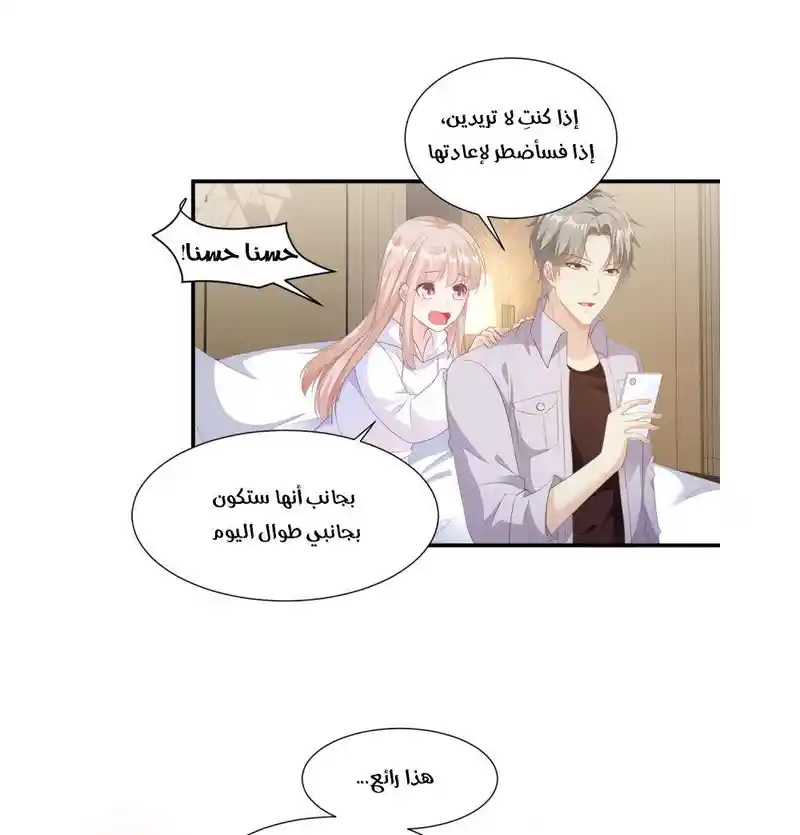 إذا كنتِ لا تريدين،
إذا فسأضطر لإعادتها
حسنا حسنا!
بجانب أنها ستكون
بجانبي طوال اليوم
هذا رائع...